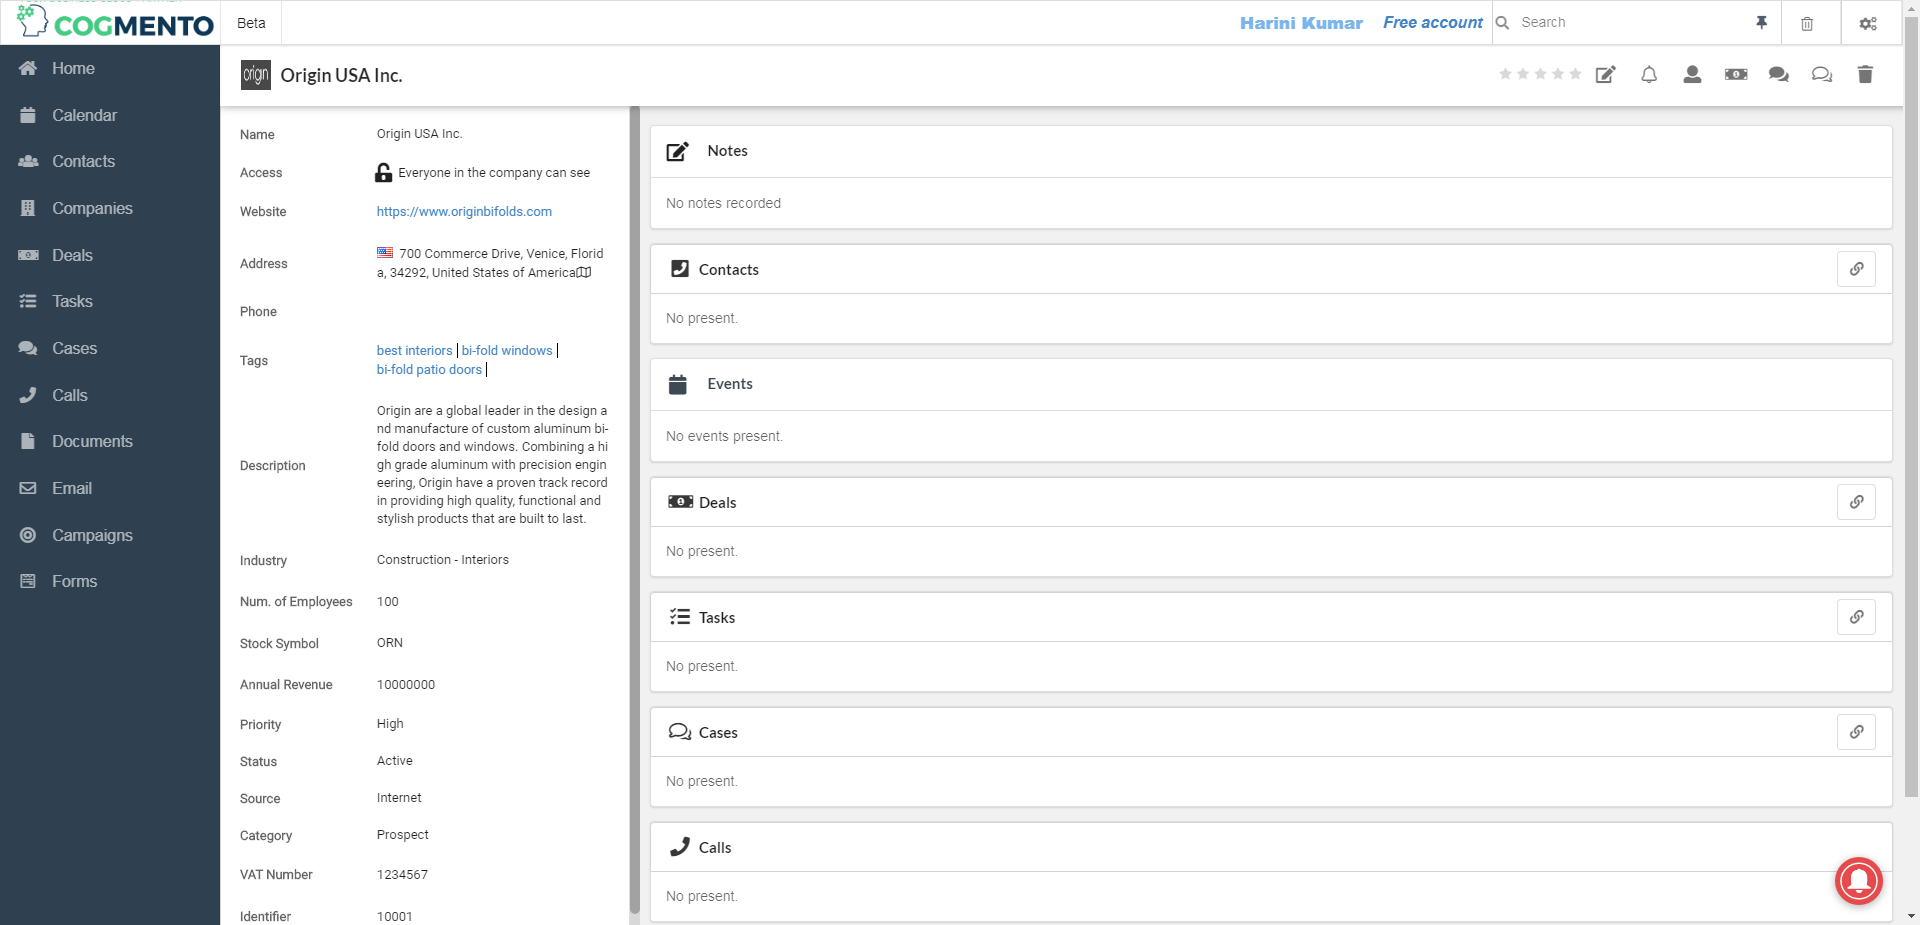 COGMENTO
Beta
Harini Kumar
Free account
Search
Home
Calendar
Contacts
Companies
Deals
Tasks
Cases
Calls
Documents
Email
Campaigns
Forms
origin
Origin USA Inc.
Name
Origin USA Inc.
Access
Everyone in the company can see
Website
https://www.originbifolds.com
Address
700 Commerce Drive, Venice, Florid
a, 34292, United States of America
Phone
Tags
best interiors
bi-fold windows
bi-fold patio doors
Description
Origin are a global leader in the design a
nd manufacture of custom aluminum bi-
fold doors and windows. Combining a hi
gh grade aluminum with precision engin
eering, Origin have a proven track record
in providing high quality, functional and
stylish products that are built to last.
Industry
Construction - Interiors
Num. of Employees
100
Stock Symbol
ORN
Annual Revenue
10000000
Priority
High
Status
Active
Source
Internet
Category
Prospect
VAT Number
1234567
Identifier
10001
Notes
No notes recorded
Contacts
No present.
Events
No events present.
Deals
No present.
Tasks
No present.
Cases
No present.
Calls
No present.